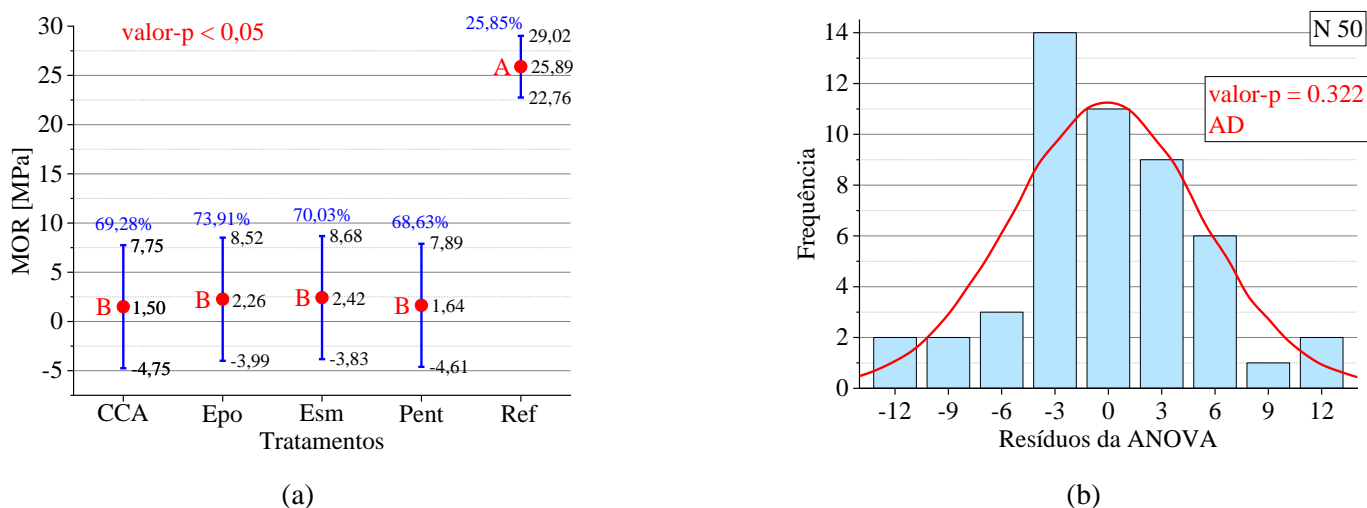 MOR [MPa]
30
25
20
15
10
5
0
-5
valor-p < 0,05
25,85%
29,02
A
25,89
22,76
69,28%
7,75
B
1,50
-4,75
73,91%
8,52
B
2,26
-3,99
70,03%
8,68
B
2,42
-3,83
68,63%
7,89
B
1,64
-4,61
CCA Epo Esm Pent Ref
Tratamentos
(a)
Frequência
14
12
10
8
6
4
2
0
N 50
valor-p = 0.322
AD
-12 -9 -6 -3 0 3 6 9 12
Resíduos da ANOVA
(b)